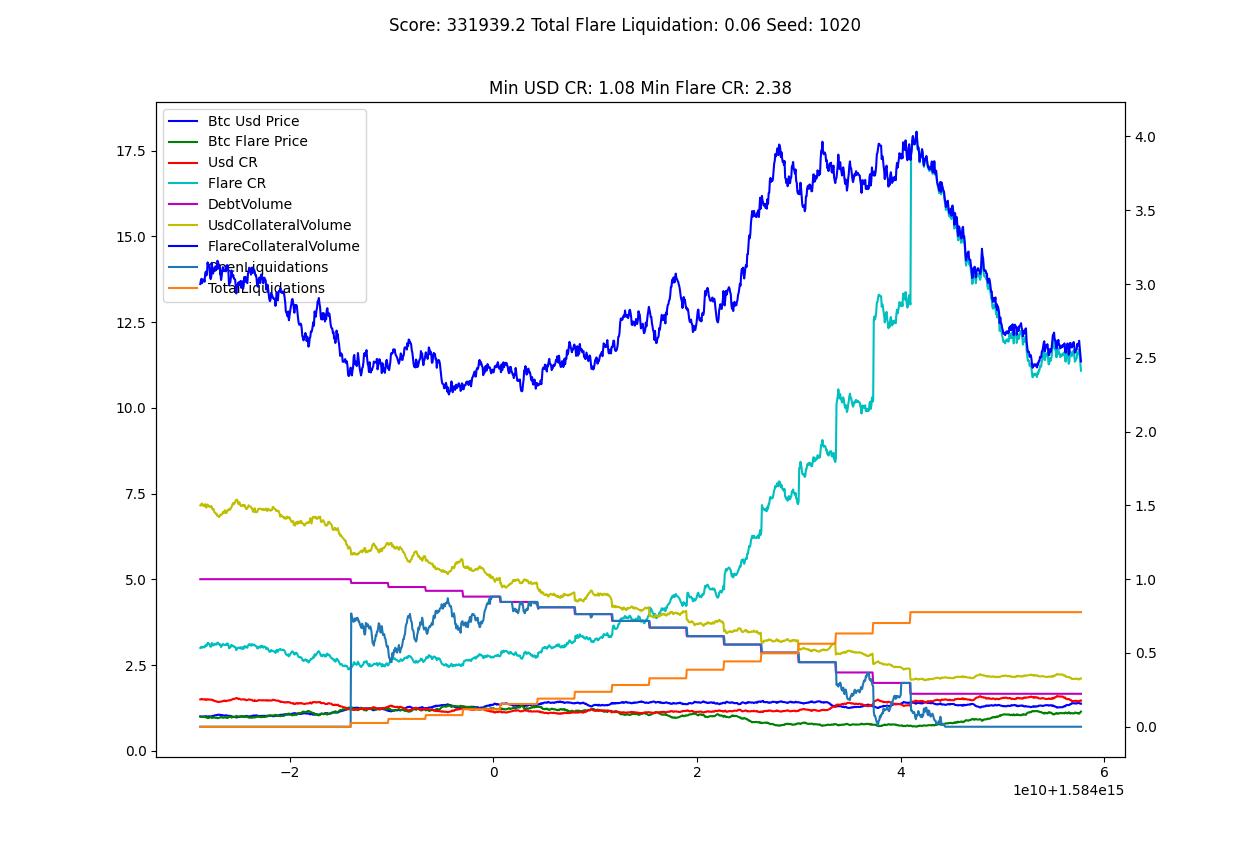 Score: 331939.2 Total Flare Liquidation: 0.06 Seed: 1020
Min USD CR: 1.08 Min Flare CR: 2.38
Btc Usd Price
Btc Flare Price
Usd CR
Flare CR
DebtVolume
UsdCollateralVolume
FlareCollateralVolume
OpenLiquidations
TotalLiquidations
17.5
15.0
12.5
10.0
7.5
5.0
2.5
0.0
4.0
3.5
3.0
2.5
2.0
1.5
1.0
0.5
0.0
−2
0
2
4
6
1e10+1.584e15